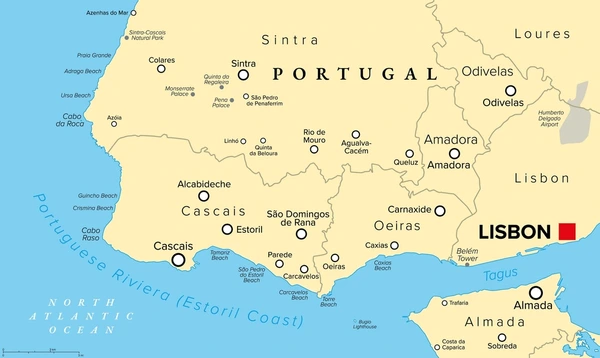 Azenhas do Mar
Sintra-Cascais
Natural Park
Sintra
Loures
Praia Grande
Colares
Sintra
PORTUGAL
Adraga Beach
Quinta da
Regaleira
Odivelas
Monserrate
Palace
Ursa Beach
Pena
Palace
São Pedro
de Penaferrim
Odivelas
Cabo
da Roca
Azóia
Humberto
Delgado
Airport
Linhó
Quinta
da Beloura
Rio de
Mouro
Agualva-
Cacém
Queluz
Amadora
Amadora
Lisbon
Guincho Beach
Alcabideche
Crismina Beach
Cascais
São Domingos
de Rana
Carnaxide
Oeiras
Cabo
Raso
Estoril
LISBON
Cascais
Tamariz
Beach
Parede
Carcavelos
Oeiras
Caxias
Caxias
Beach
Belém
Tower
São Pedro
do Estoril
Beach
Carcavelos
Beach
Torre
Beach
Tagus
Portuguese Riviera (Estoril Coast)
NORTH
ATLANTIC
OCEAN
Bugio
Lighthouse
Trafaria
Almada
Almada
Costa da
Caparica
Sobreda